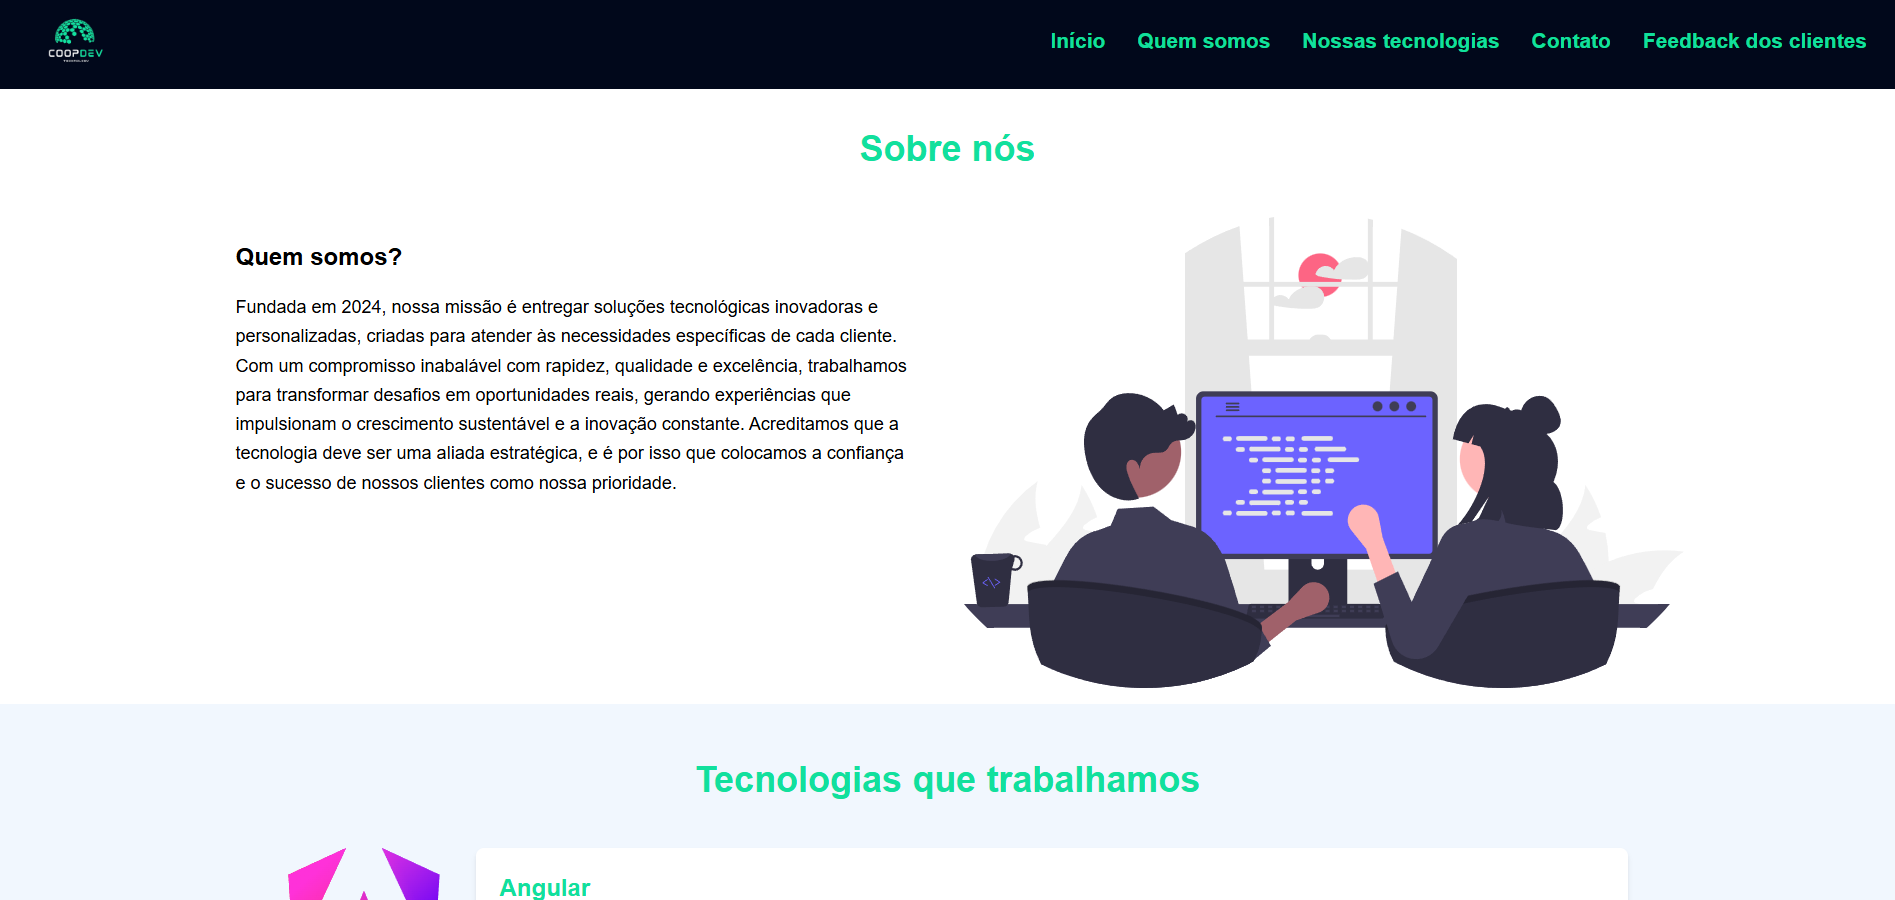 COOPDEV
Início Quem somos Nossas tecnologias Contato Feedback dos clientes
Sobre nós
Quem somos?
Fundada em 2024, nossa missão é entregar soluções tecnológicas inovadoras e
personalizadas, criadas para atender às necessidades específicas de cada cliente.
Com um compromisso inabalável com rapidez, qualidade e excelência, trabalhamos
para transformar desafios em oportunidades reais, gerando experiências que
impulsionam o crescimento sustentável e a inovação constante. Acreditamos que a
tecnologia deve ser uma aliada estratégica, e é por isso que colocamos a confiança
e o sucesso de nossos clientes como nossa prioridade.
<\>
Tecnologias que trabalhamos
Angular